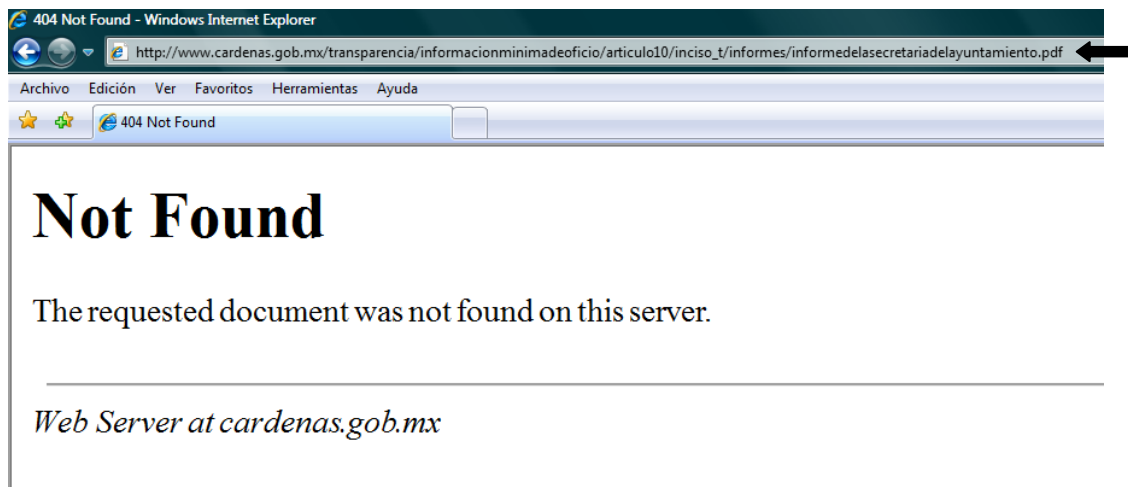 404 Not Found - Windows Internet Explorer
http://www.cardenas.gob.mx/transparencia/informacionminimadeoficio/articulo10/inciso_t/informes/informedelasecretariadelayuntamiento.pdf
Archivo Edición Ver Favoritos Herramientas Ayuda
404 Not Found
Not Found
The requested document was not found on this server.
Web Server at cardenas.gob.mx